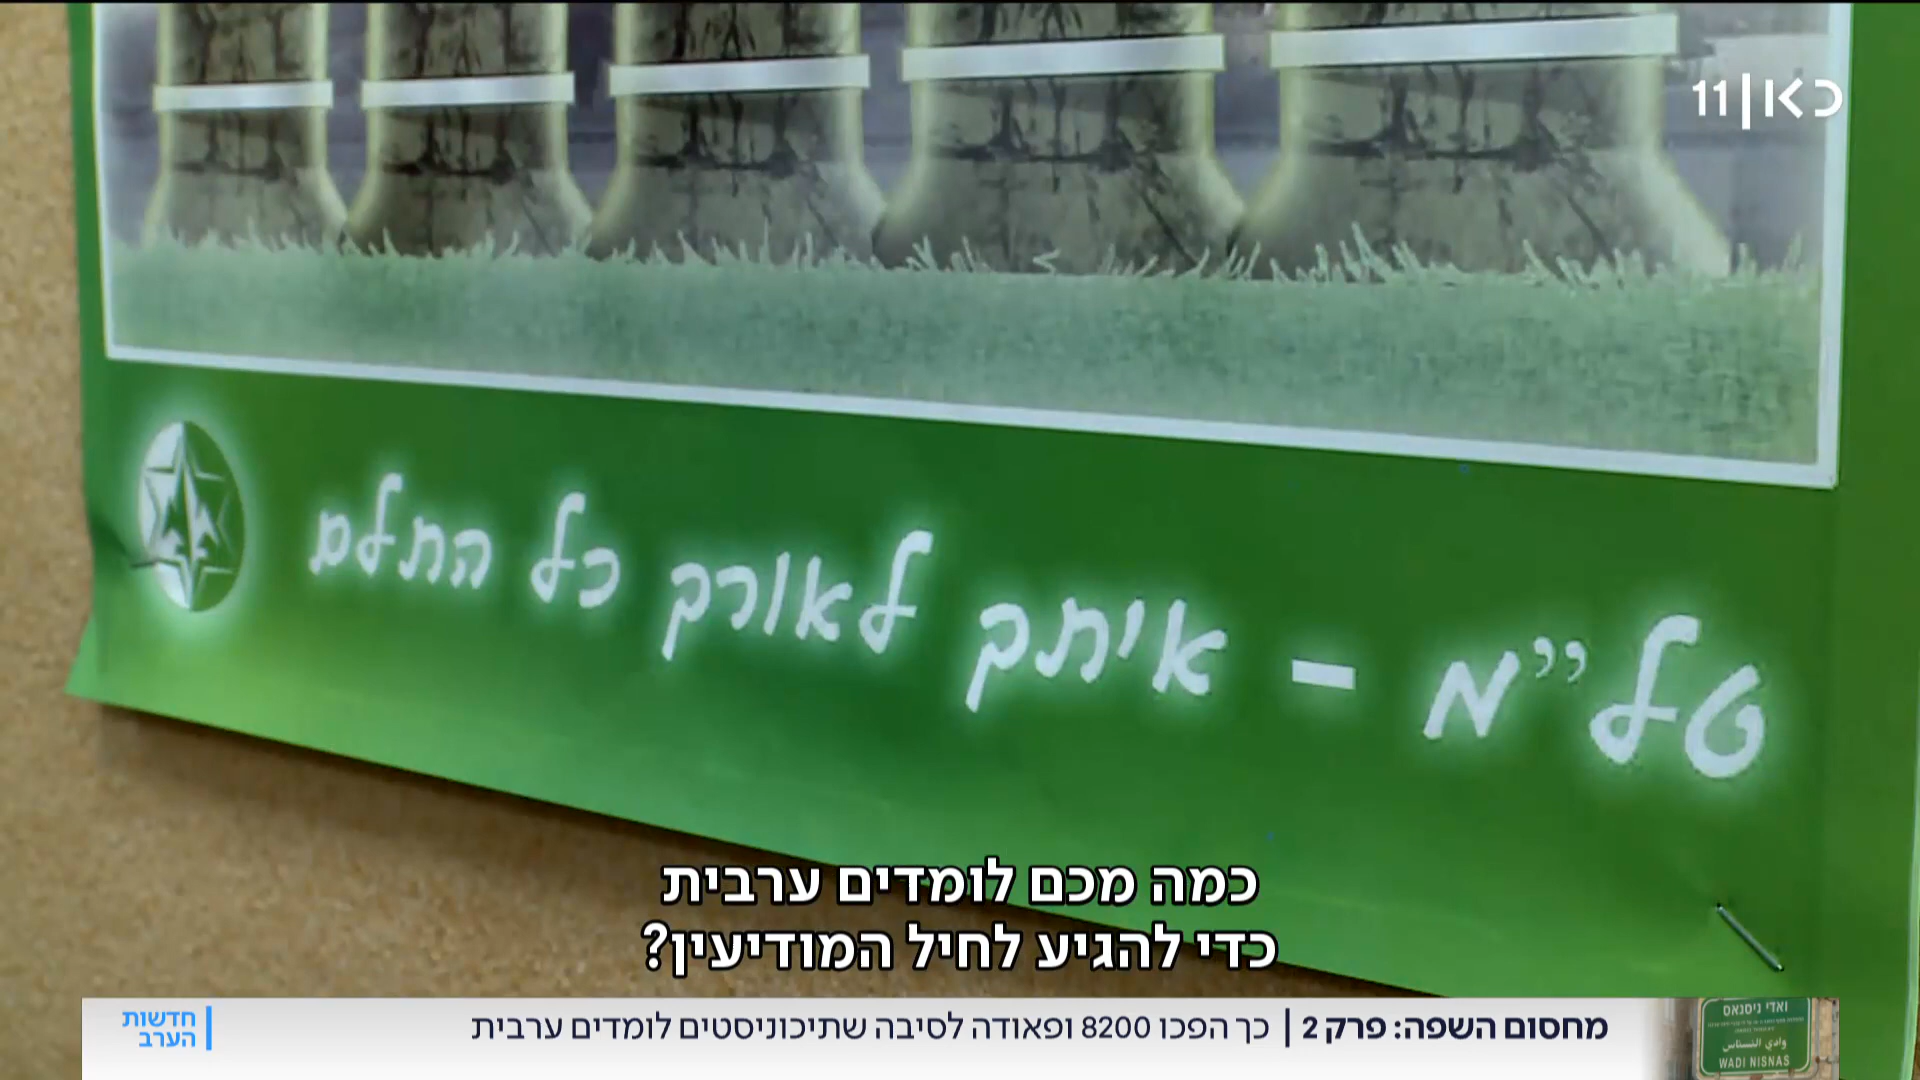 כאן 11
טל"מ - איתך לאורך כל התלם
כמה מכם לומדים ערבית
כדי להגיע לחיל המודיעין?
מחסום השפה: פרק 2 | כך הפכו 8200 ופאודה לסיבה שתיכוניסטים לומדים ערבית
חדשות
הערב
ואדי ניסנאס
وادي النسناس
WADI NISNAS